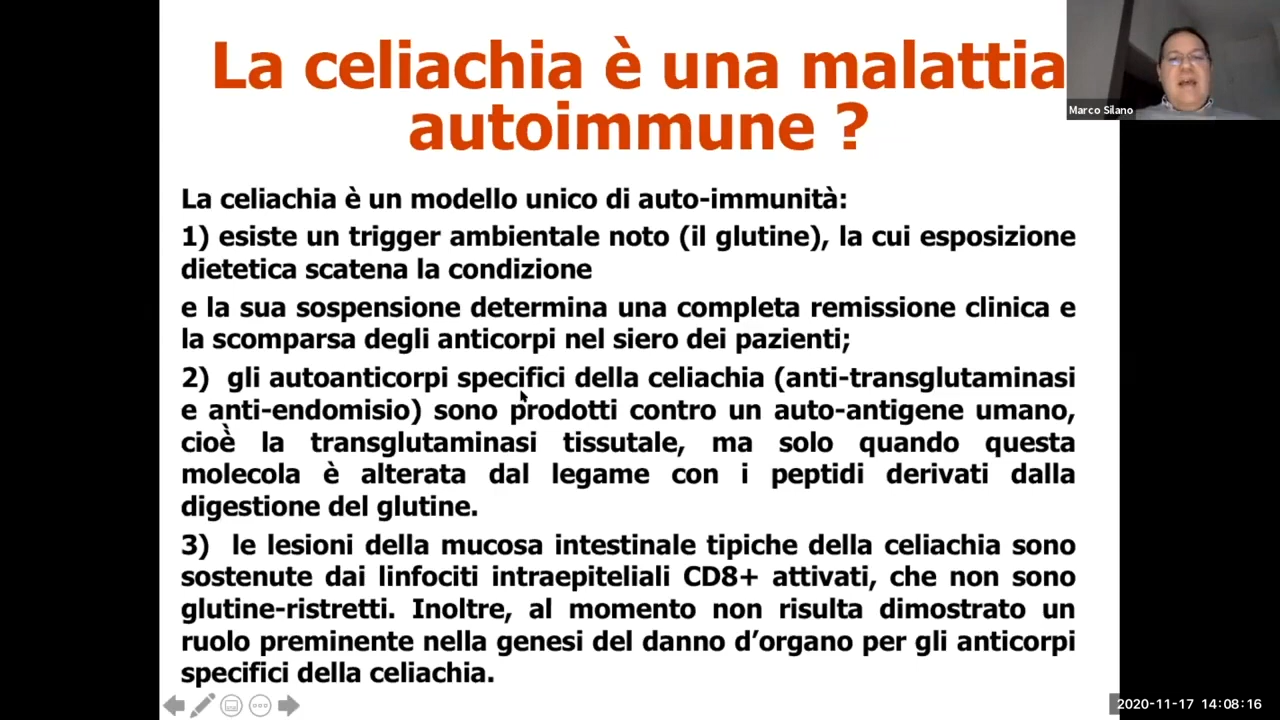 La celiachia è una malattia
autoimmune ?
Marco Silano
La celiachia è un modello unico di auto-immunità:
1) esiste un trigger ambientale noto (il glutine), la cui esposizione
dietetica scatena la condizione
e la sua sospensione determina una completa remissione clinica e
la scomparsa degli anticorpi nel siero dei pazienti;
2) gli autoanticorpi specifici della celiachia (anti-transglutaminasi
e anti-endomisio) sono prodotti contro un auto-antigene umano,
cioè la transglutaminasi tissutale, ma solo quando questa
molecola è alterata dal legame con i peptidi derivati dalla
digestione del glutine.
3) le lesioni della mucosa intestinale tipiche della celiachia sono
sostenute dai linfociti intraepiteliali CD8+ attivati, che non sono
glutine-ristretti. Inoltre, al momento non risulta dimostrato un
ruolo preminente nella genesi del danno d’organo per gli anticorpi
specifici della celiachia.
2020-11-17 14:08:16